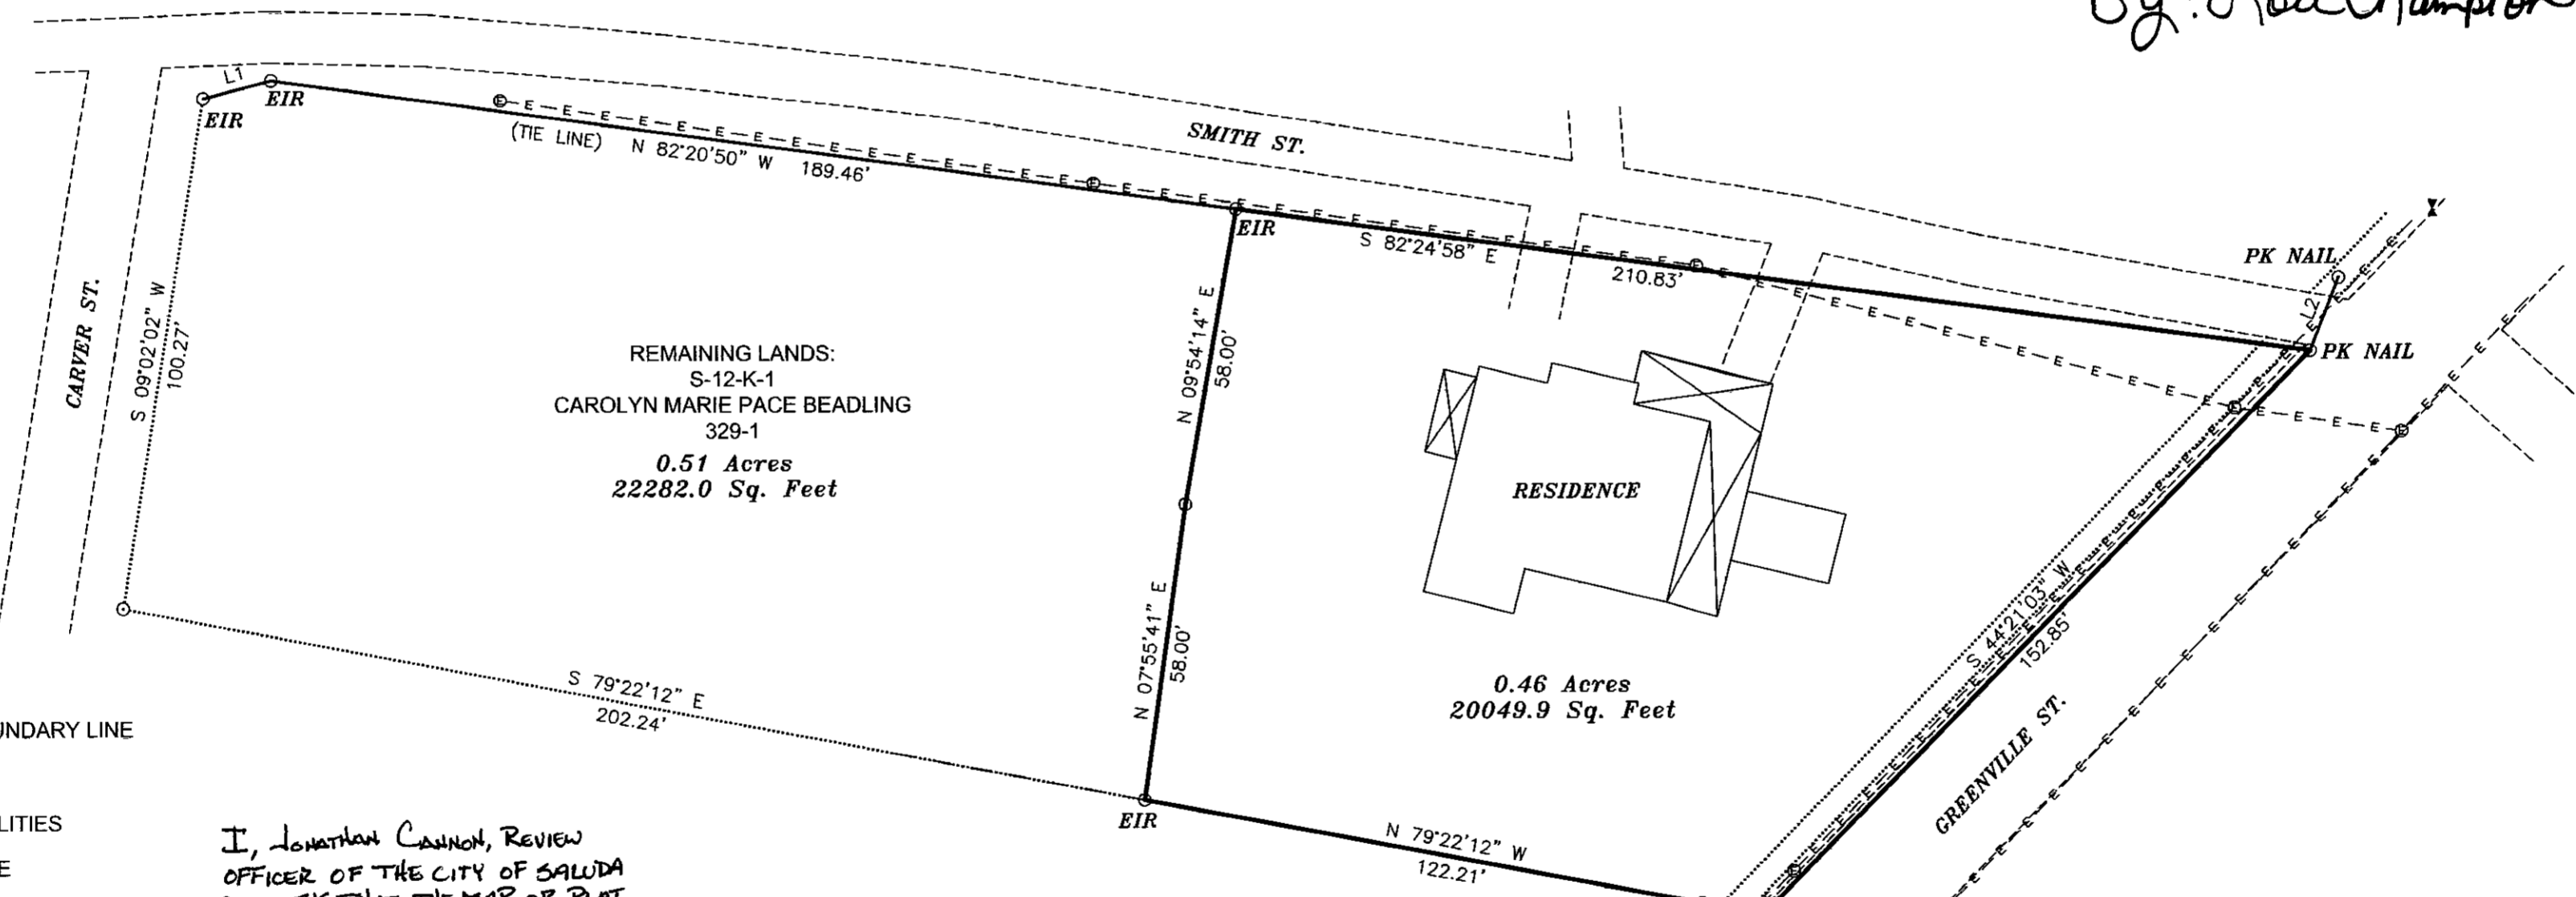 By:
L1
EIR
EIR
(TIE LINE) N 82°20'50" W 189.46'
SMITH ST.
EIR
S 82°24'58" E
210.83'
PK NAIL
L2
PK NAIL
CARVER ST.
S 09°02'02" W
100.27'
REMAINING LANDS:
S-12-K-1
CAROLYN MARIE PACE BEADLING
329-1
0.51 Acres
22282.0 Sq. Feet
N 09°54'14" E
58.00'
N 07°55'41" E
58.00'
RESIDENCE
0.46 Acres
20049.9 Sq. Feet
S 44°21'03" W
152.85'
GREENVILLE ST.
S 79°22'12" E
202.24'
EIR
N 79°22'12" W
122.21'
UNDARY LINE
LITIES
E
I, JONATHAN CANNON, REVIEW
OFFICER OF THE CITY OF SALUDA